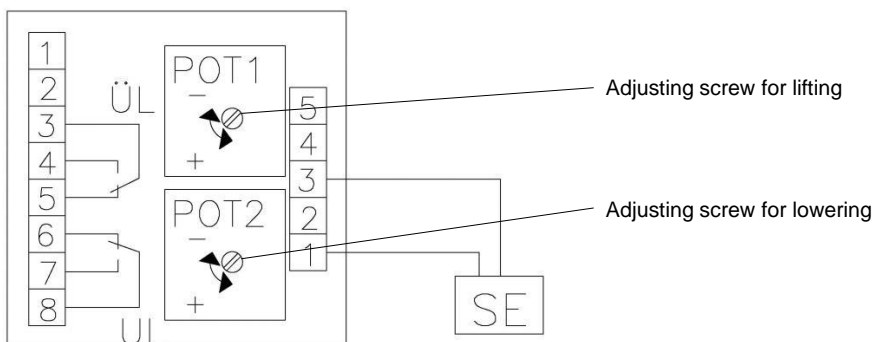 1
2
3
4
5
6
7
8
ÜL
UL
POT1
−
+
POT2
−
+
5
4
3
2
1
SE
Adjusting screw for lifting
Adjusting screw for lowering